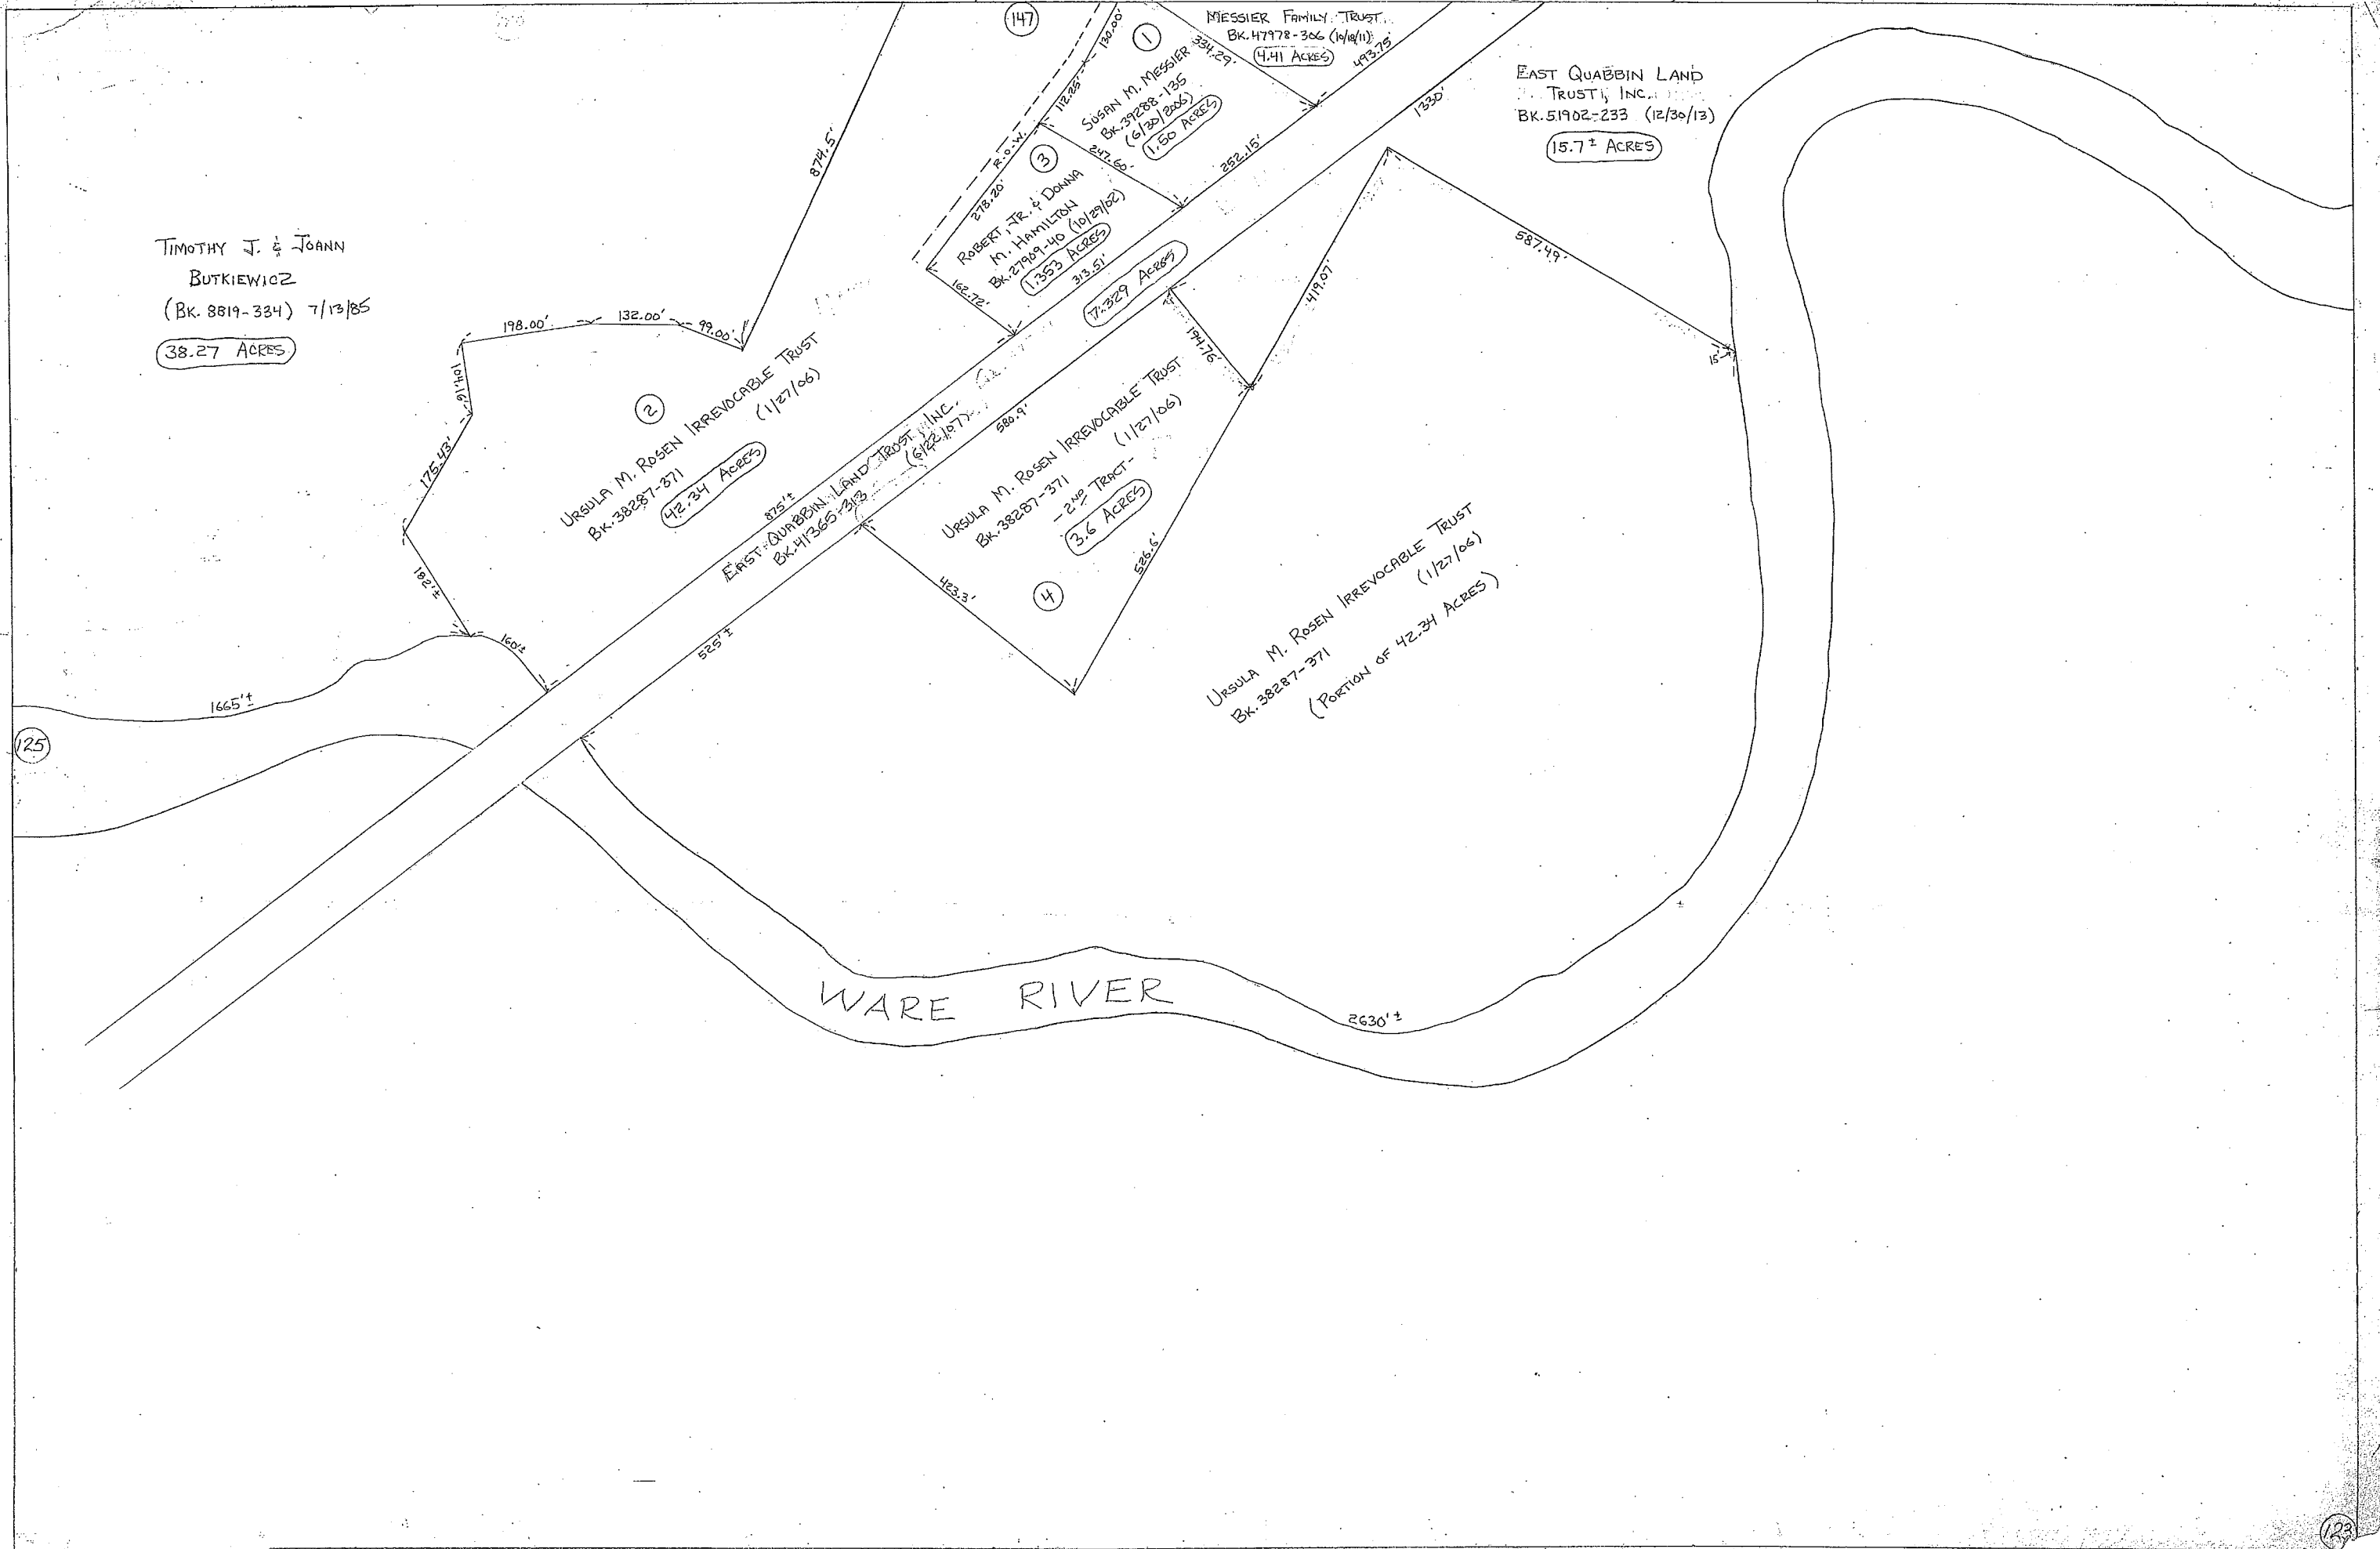 147
130.00'
112.25'
R.O.W.
278.20'
1
SUSAN M. MESSIER
BK.39288-135
(6/30/2006)
1.50 ACRES
334.29'
247.66'
252.15'
MESSIER FAMILY TRUST
BK.47978-306
4.41 ACRES
493.75'
1330'
EAST QUABBIN LAND
TRUST, INC.
BK.51902-233 (12/30/13)
15.7± ACRES
3
ROBERT, JR. & DONNA
M. HAMILTON
BK.27909-40 (10/29/02)
1.353 ACRES
162.72'
313.51'
7.329 ACRES
874.5'
TIMOTHY J. & JOANN
BUTKIEWICZ
(BK. 8819-334) 7/13/85
38.27 ACRES
198.00'
132.00'
99.00'
104.16'
175.43'
182'±
160'±
1665'±
125
2
URSULA M. ROSEN IRREVOCABLE TRUST
BK.38287-371 (1/27/06)
42.34 ACRES
875'±
EAST QUABBIN LAND TRUST, INC.
BK.41365-313 (6/22/07)
580.9'
525'±
194.76'
419.07'
587.49'
15'
URSULA M. ROSEN IRREVOCABLE TRUST
BK.38287-371 (1/27/06)
-2ND TRACT-
3.6 ACRES
423.3'
526.6'
4
URSULA M. ROSEN IRREVOCABLE TRUST
BK.38287-371 (1/27/06)
(PORTION OF 42.34 ACRES)
WARE RIVER
2630'±
123